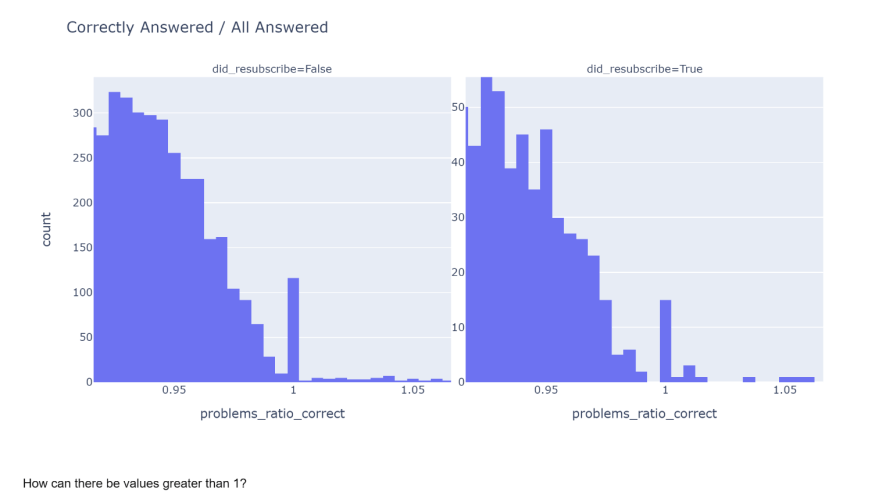 Correctly Answered / All Answered
did_resubscribe=False
did_resubscribe=True
300
250
200
150
100
50
0
count
50
40
30
20
10
0
0.95
1
1.05
0.95
1
1.05
problems_ratio_correct
problems_ratio_correct
How can there be values greater than 1?